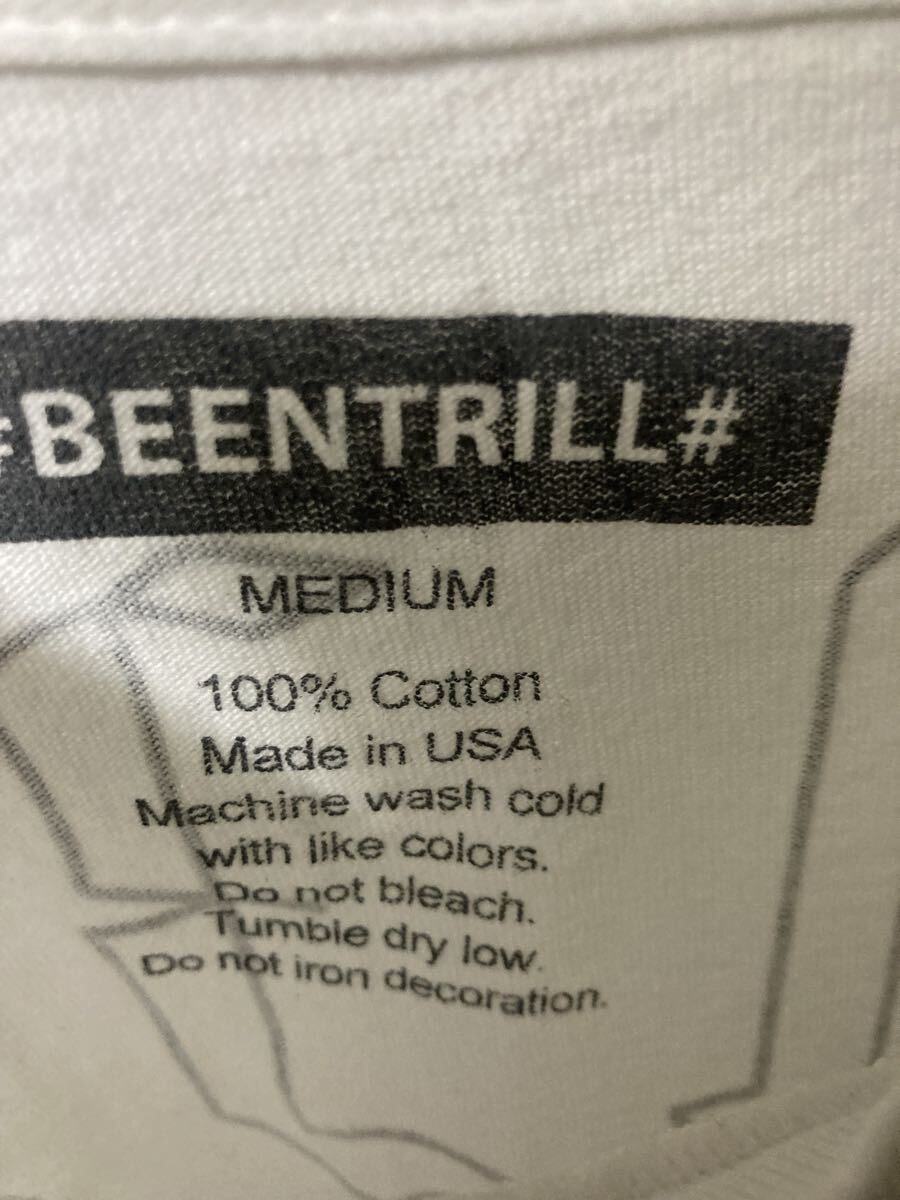 #BEENTRILL#
MEDIUM
100% Cotton
Made in USA
Machine wash cold
with like colors.
Do not bleach.
Tumble dry low.
Do not iron decoration.